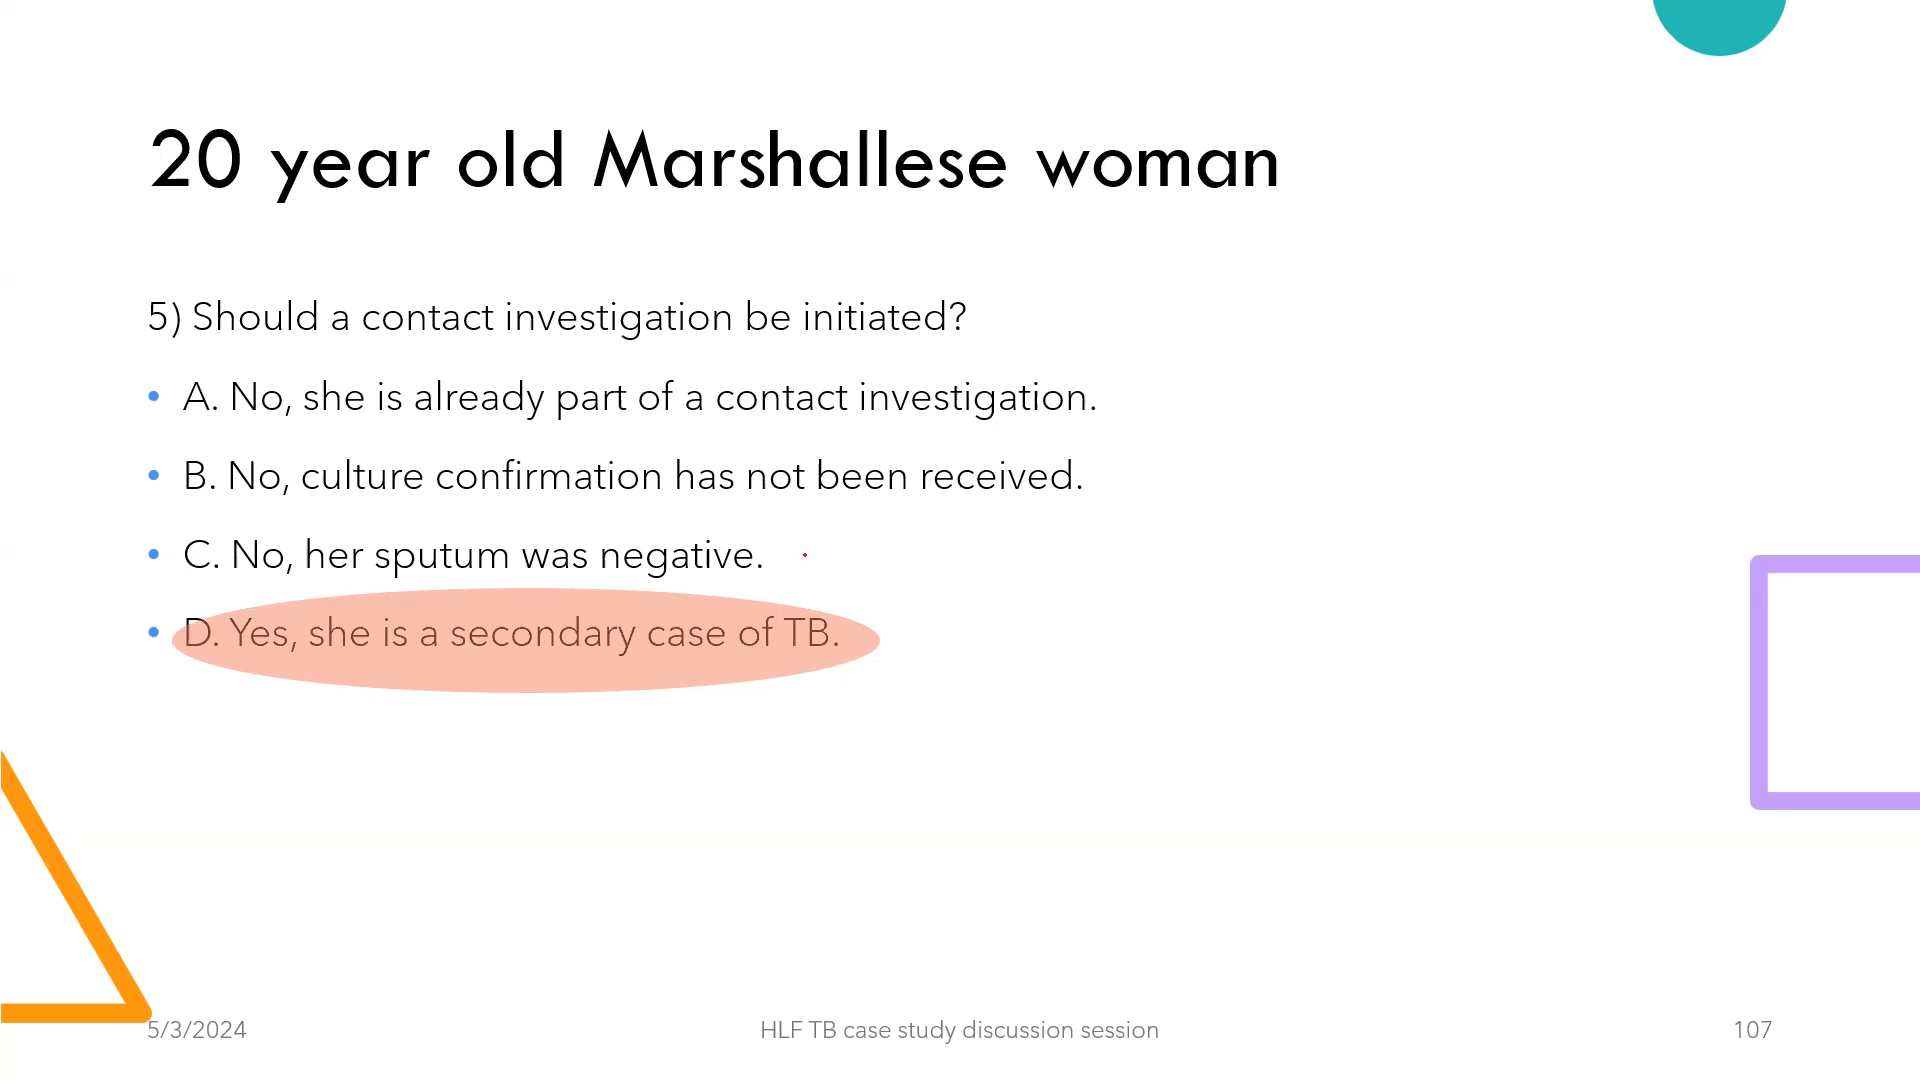 20 year old Marshallese woman
5) Should a contact investigation be initiated?
• A. No, she is already part of a contact investigation.
• B. No, culture confirmation has not been received.
• C. No, her sputum was negative.
• D. Yes, she is a secondary case of TB.
5/3/2024
HLF TB case study discussion session
107